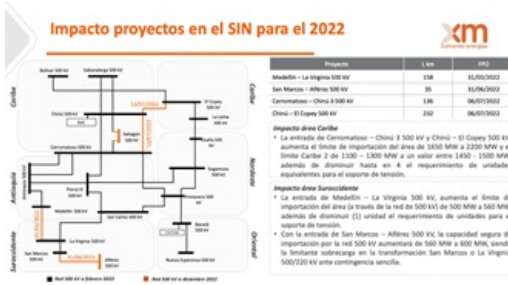 Impacto proyectos en el SIN para el 2022
xm
Proyecto L km FPO
Medellín – La Virginia 500 kV 158 31/03/2022
San Marcos – Alférez 500 kV 35 31/06/2022
Cerromatoso – Chinú 3 500 kV 136 06/07/2022
Chinú – El Copey 500 kV 232 06/07/2022
Impacto área Caribe
• La entrada de Cerromatoso – Chinú 3 500 kV y Chinú – El Copey 500 kV
aumenta el límite de importación del área de 1650 MW a 2200 MW y el
límite Caribe 2 de 1100 – 1300 MW a un valor entre 1450 - 1500 MW
además de disminuir hasta en 4 el requerimiento de unidades
equivalentes para el soporte de tensión.
Impacto área Suroccidente
• La entrada de Medellín – La Virginia 500 kV, aumenta el límite de
importación del área (a través de la red de 500 kV) de 500 MW a 560 MW
además de disminuir (1) unidad el requerimiento de unidades para el
soporte de tensión.
• Con la entrada de San Marcos – Alférez 500 kV, la capacidad segura de
importación por la red 500 kV aumentará de 560 MW a 600 MW, siendo
la limitante sobrecarga en la transformación San Marcos o La Virginia
500/220 kV ante contingencia sencilla.
Bolívar 500 kV
Sabanalarga 500 kV
Caribe
Caribe
El Copey
500 kV
Chinú 500 kV
La Loma
500 kV
Sahagún
500 kV
Ocaña 500
kV
Cerromatoso 500 kV
Antioquia
Nordeste
Sogamoso
500 kV
Porce III
500 kV
Primavera 500
kV
Medellín 500 kV
San Carlos 500 kV
Bacatá
500 kV
Suroccidente
Oriental
La Virginia
500 kV
San Marcos
500 kV
Alférez
500 kV
Nueva Esperanza 500 kV
Red 500 kV a febrero 2022
Red 500 kV a diciembre 2022